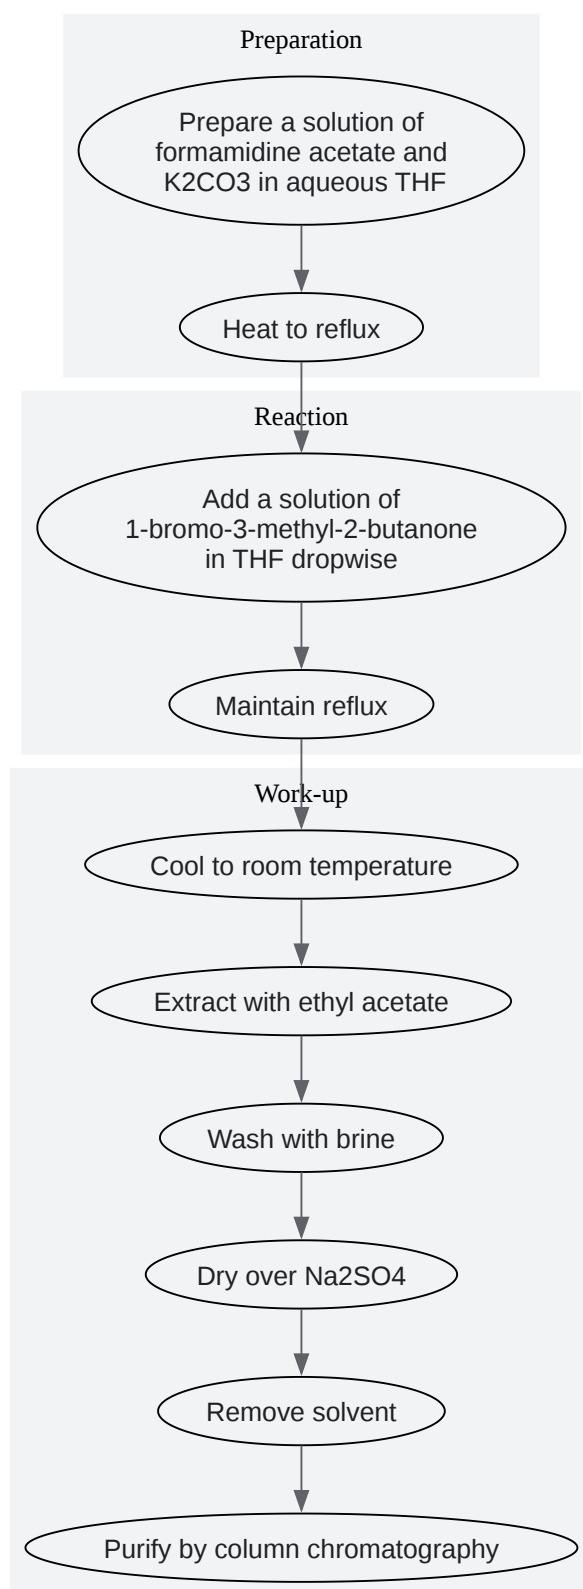 Preparation
Prepare a solution of
formamidine acetate and
K2CO3 in aqueous THF
Heat to reflux
Reaction
Add a solution of
1-bromo-3-methyl-2-butanone
in THF dropwise
Maintain reflux
Work-up
Cool to room temperature
Extract with ethyl acetate
Wash with brine
Dry over Na2SO4
Remove solvent
Purify by column chromatography